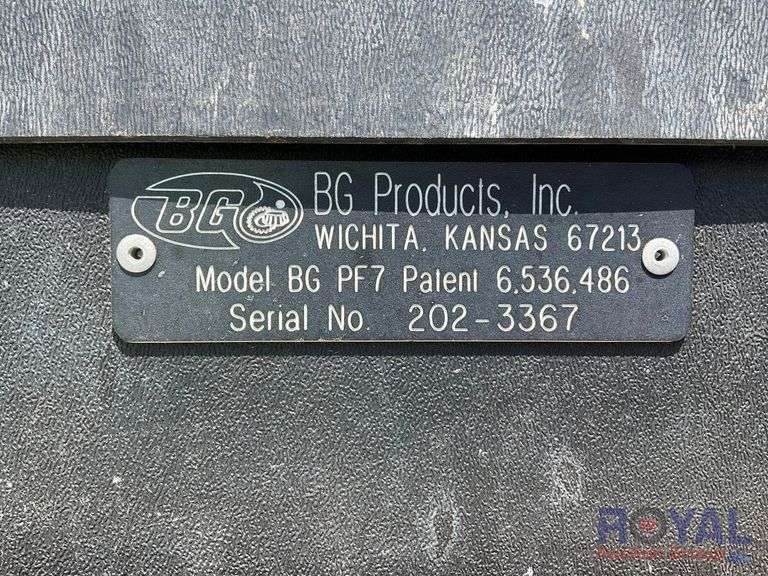 BG BG Products, Inc.
WICHITA, KANSAS 67213
Model BG PF7 Patent 6,536,486
Serial No. 202-3367
ROYAL